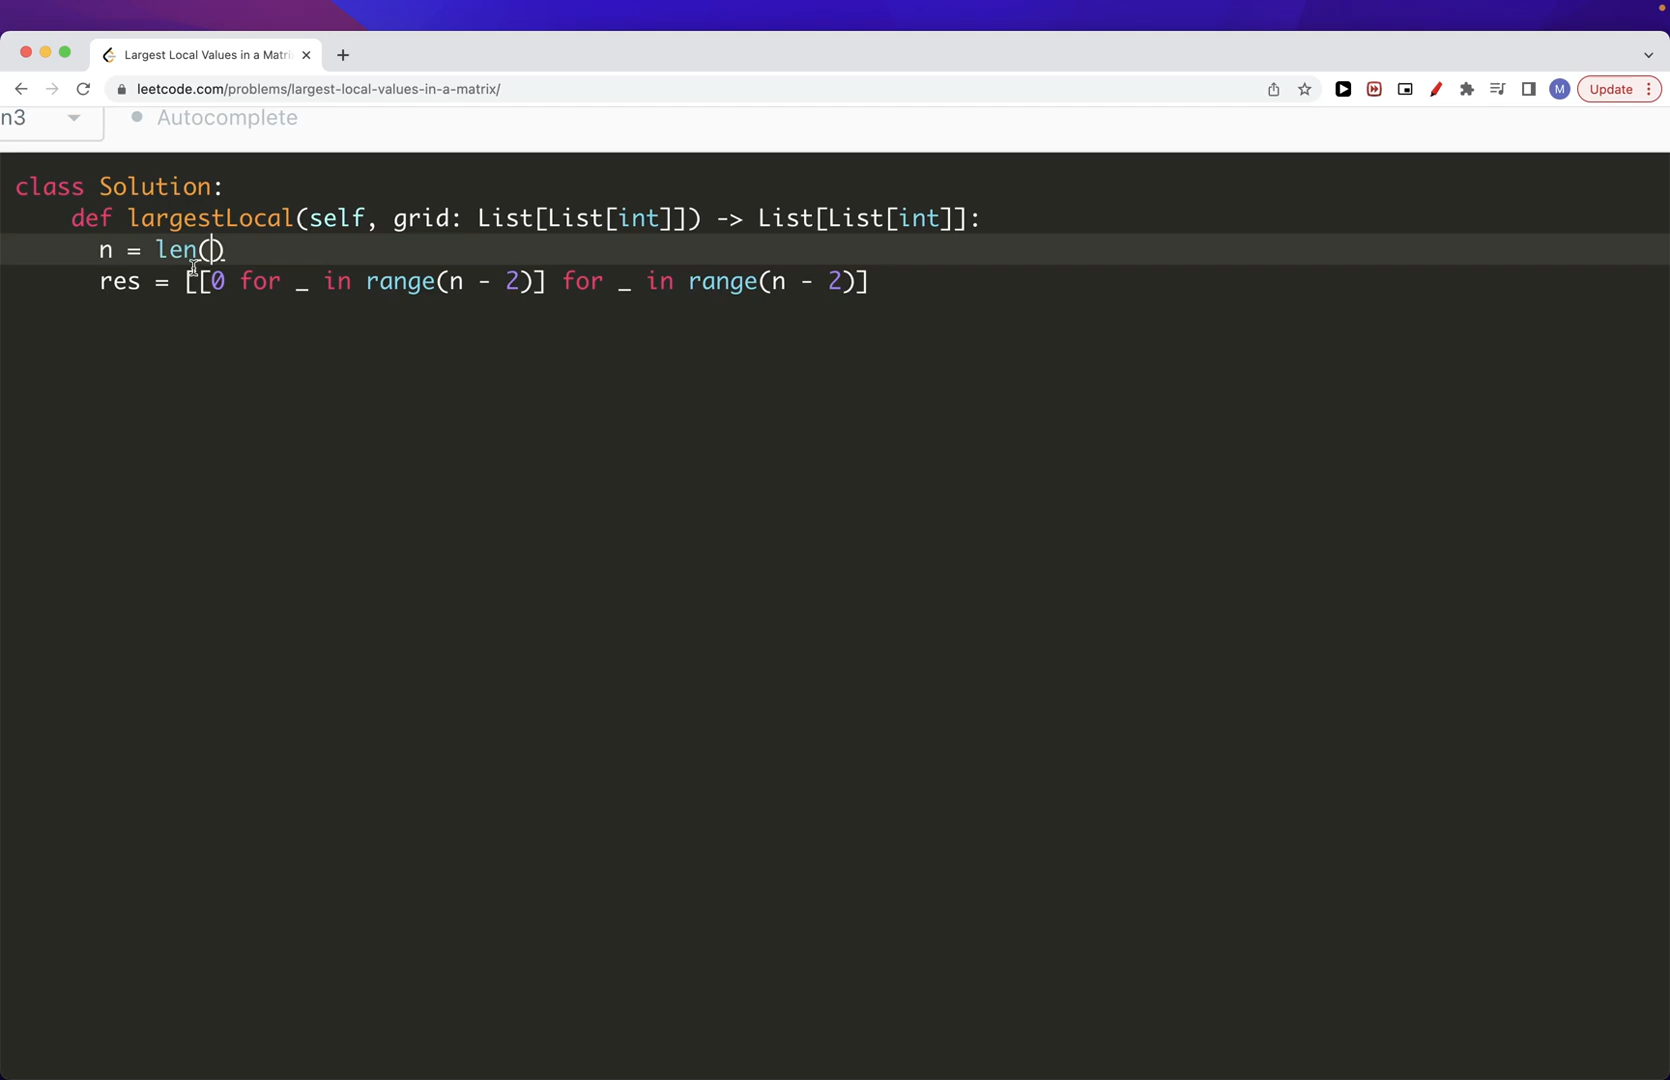 Largest Local Values in a Matri
leetcode.com/problems/largest-local-values-in-a-matrix/
M
Update
n3
Autocomplete
class Solution:
def largestLocal(self, grid: List[List[int]]) -> List[List[int]]:
n = len()
res = [[0 for _ in range(n - 2)] for _ in range(n - 2)]